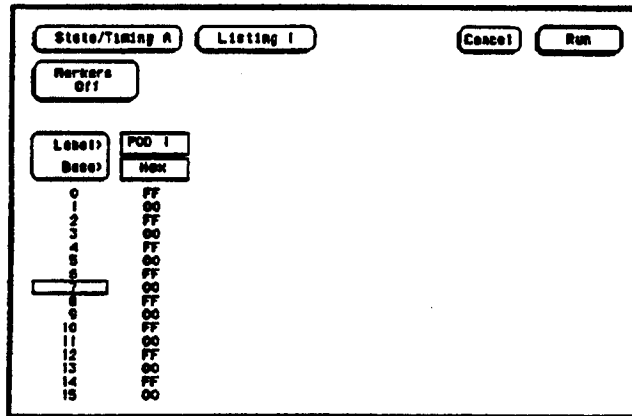 State/Timing A Listing 1 Cancel Run
Markers
Off
Label> POD 1
Base> Hex
0 FF
1 00
2 FF
3 00
4 FF
5 00
6 FF
7 00
8 FF
9 00
10 FF
11 00
12 FF
13 00
14 FF
15 00